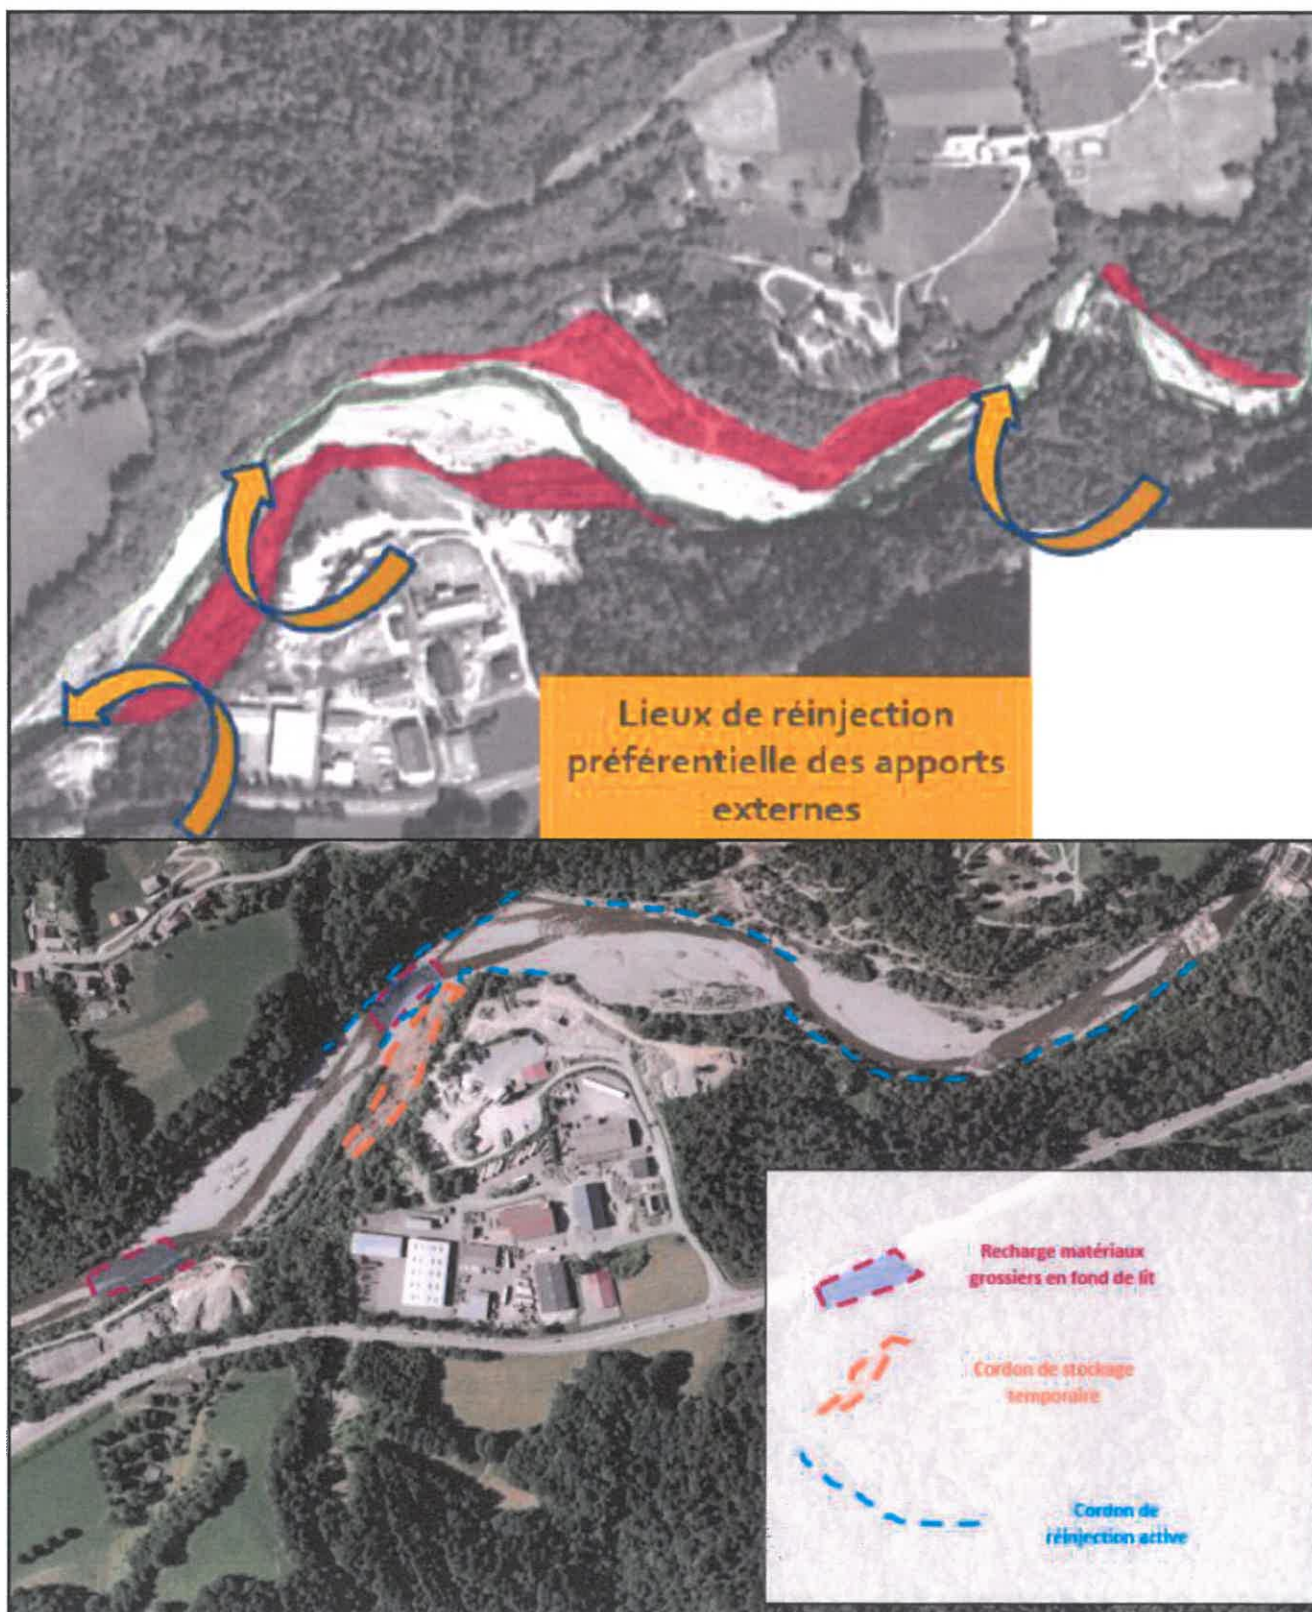 Lieux de réinjection
préférentielle des apports
externes
Recharge matériaux
grossiers en fond de lit
Cordon de stockage
temporaire
Cordon de
réinjection active